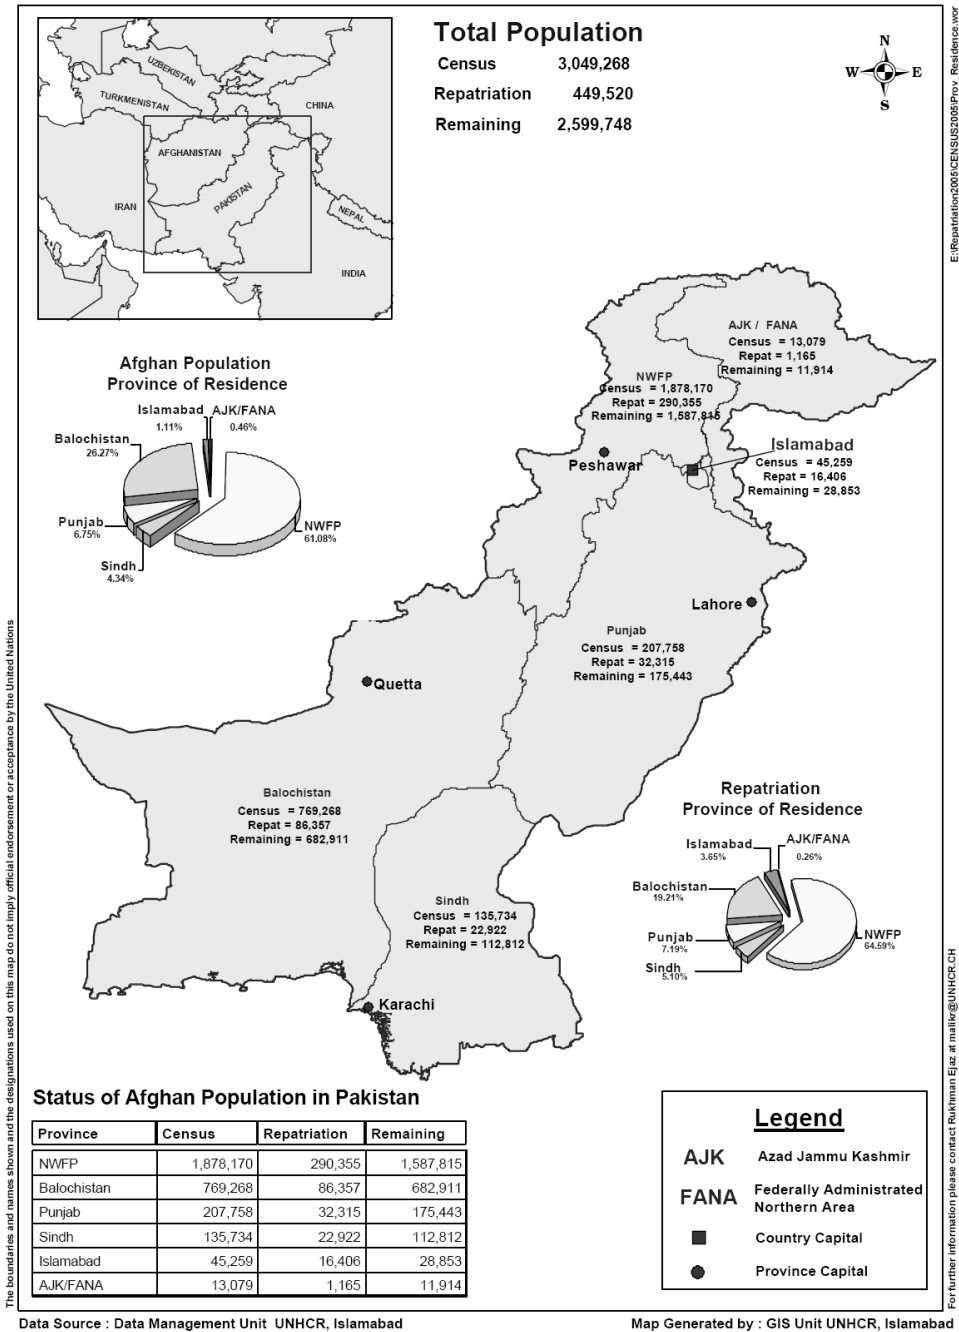 Total Population
Census 3,049,268
Repatriation 449,520
Remaining 2,599,748
N
W E
S
UZBEKISTAN
TURKMENISTAN
CHINA
AFGHANISTAN
PAKISTAN
IRAN
NEPAL
INDIA
E:\Repatriation2005\CENSUS2005\Prov_Residence.wor
AJK / FANA
Census = 13,079
Repat = 1,165
Remaining = 11,914
NWFP
Census = 1,878,170
Repat = 290,355
Remaining = 1,587,815
Afghan Population
Province of Residence
Islamabad
1.11%
AJK/FANA
0.46%
Balochistan
26.27%
Punjab
6.75%
Sindh
4.34%
NWFP
61.08%
Peshawar
Islamabad
Census = 45,259
Repat = 16,406
Remaining = 28,853
Lahore
Punjab
Census = 207,758
Repat = 32,315
Remaining = 175,443
Quetta
Balochistan
Census = 769,268
Repat = 86,357
Remaining = 682,911
Sindh
Census = 135,734
Repat = 22,922
Remaining = 112,812
Karachi
Repatriation
Province of Residence
Islamabad
3.65%
AJK/FANA
0.26%
Balochistan
19.21%
Punjab
7.19%
Sindh
5.10%
NWFP
64.59%
Status of Afghan Population in Pakistan
Province Census Repatriation Remaining
NWFP 1,878,170 290,355 1,587,815
Balochistan 769,268 86,357 682,911
Punjab 207,758 32,315 175,443
Sindh 135,734 22,922 112,812
Islamabad 45,259 16,406 28,853
AJK/FANA 13,079 1,165 11,914
Legend
AJK Azad Jammu Kashmir
FANA Federally Administrated
Northern Area
Country Capital
Province Capital
The boundaries and names shown and the designations used on this map do not imply official endorsement or acceptance by the United Nations
For further information please contact Rukhman Ejaz at malikr@UNHCR.CH
Data Source : Data Management Unit UNHCR, Islamabad
Map Generated by : GIS Unit UNHCR, Islamabad